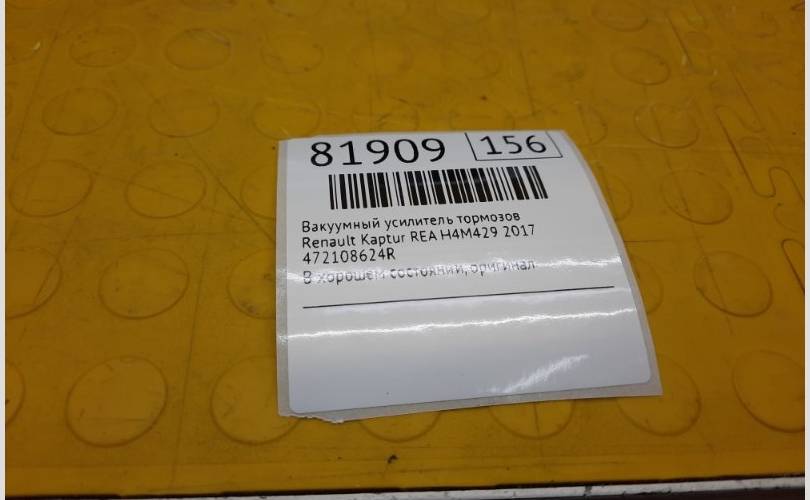 81909 156
Вакуумный усилитель тормозов
Renault Kaptur REA H4M429 2017
472108624R
В хорошем состоянии, оригинал